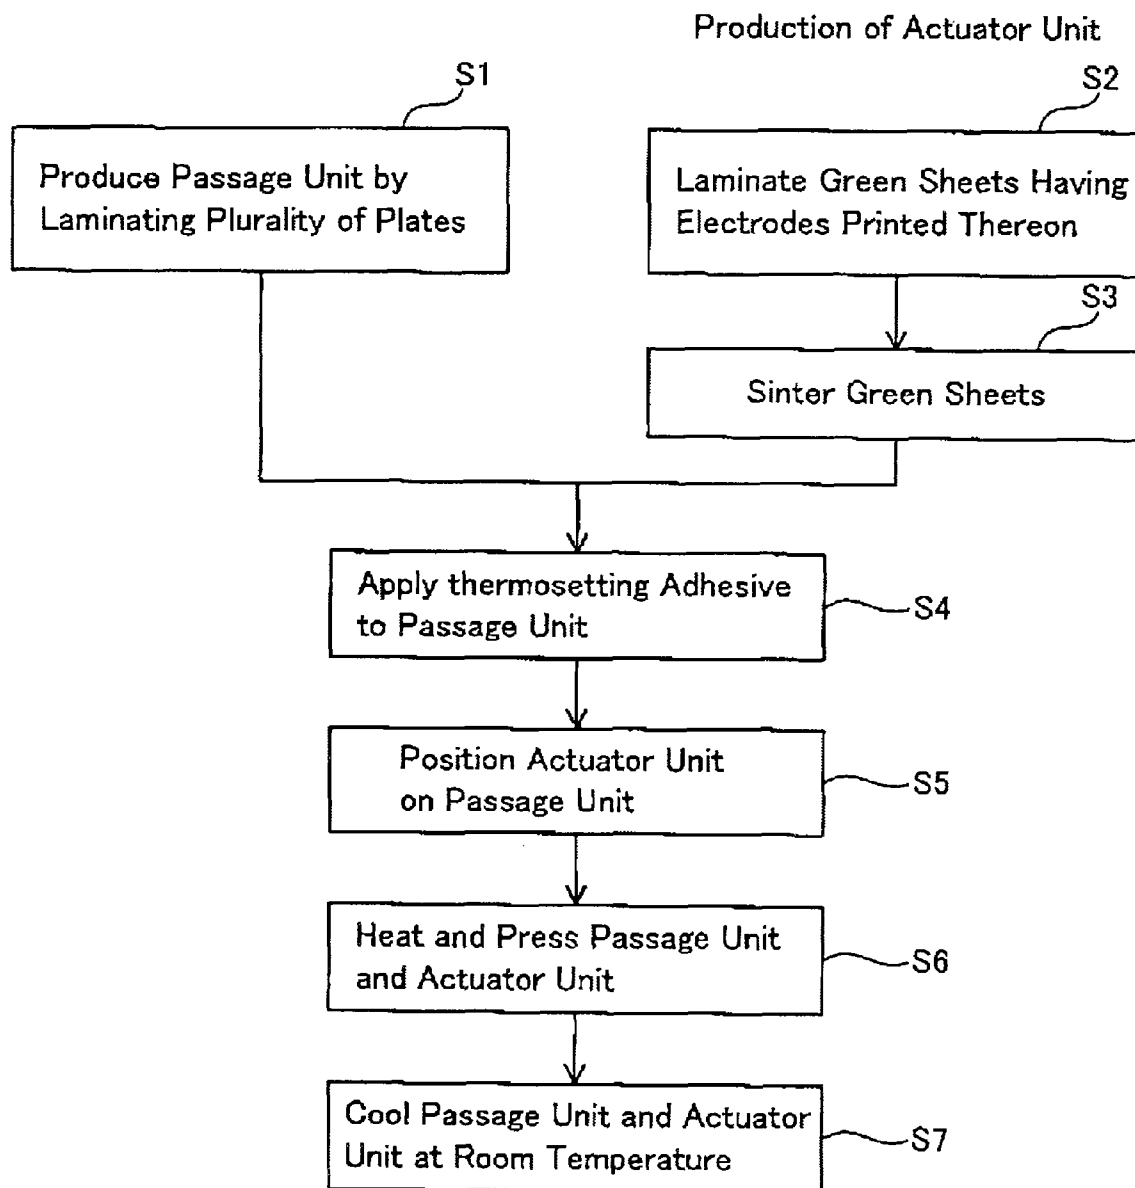 Production of Actuator Unit
S1
S2
Produce Passage Unit by
Laminating Plurality of Plates
Laminate Green Sheets Having
Electrodes Printed Thereon
S3
Sinter Green Sheets
Apply thermosetting Adhesive
to Passage Unit
S4
Position Actuator Unit
on Passage Unit
S5
Heat and Press Passage Unit
and Actuator Unit
S6
Cool Passage Unit and Actuator
Unit at Room Temperature
S7